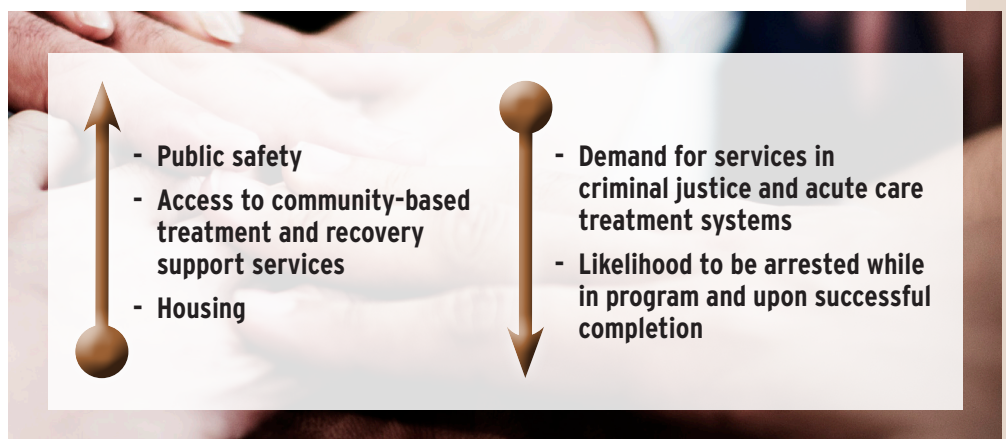 - Public safety
- Access to community-based
treatment and recovery
support services
- Housing
- Demand for services in
criminal justice and acute care
treatment systems
- Likelihood to be arrested while
in program and upon successful
completion